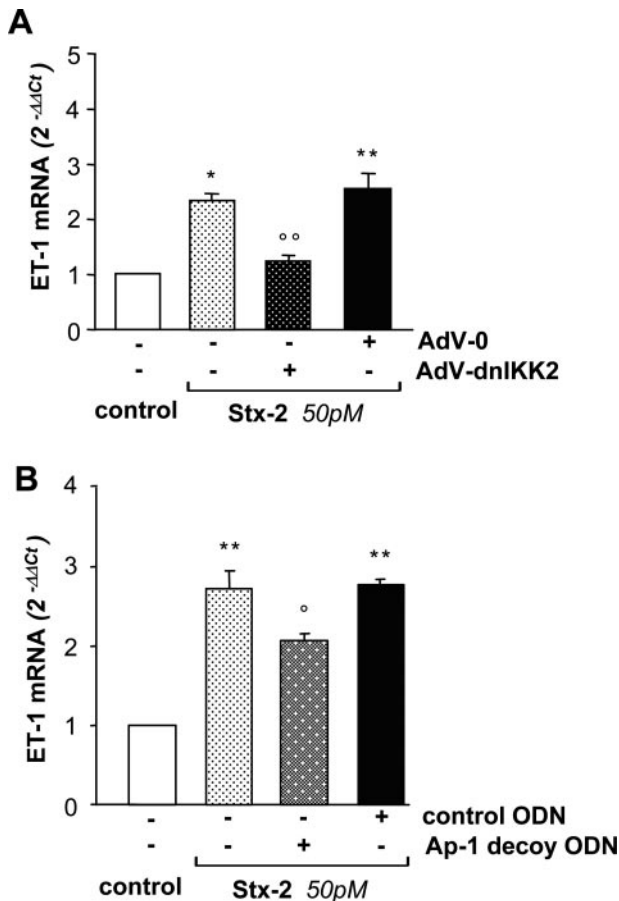 A
ET-1 mRNA (2 -ΔΔCt)
5
4
3
2
1
0
*
°°
**
- - - + AdV-0
- - + - AdV-dnIKK2
control Stx-2 50pM
B
ET-1 mRNA (2 -ΔΔCt)
4
3
2
1
0
**
°
**
- - - + control ODN
- - + - Ap-1 decoy ODN
control Stx-2 50pM